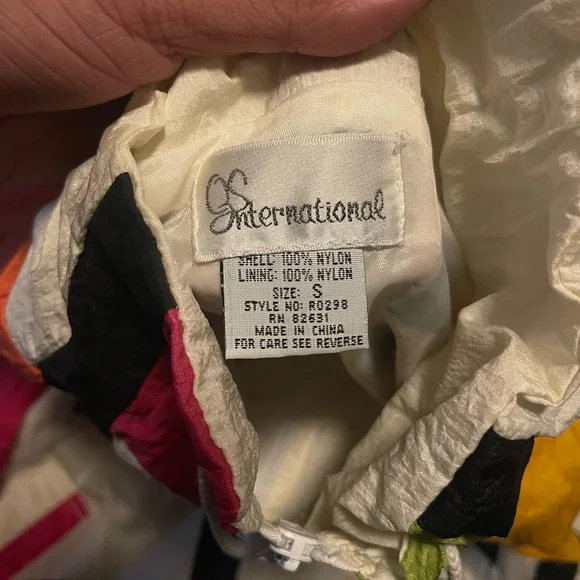 GS
International
SHELL: 100% NYLON
LINING: 100% NYLON
SIZE: S
STYLE NO: R0298
RN 82631
MADE IN CHINA
FOR CARE SEE REVERSE